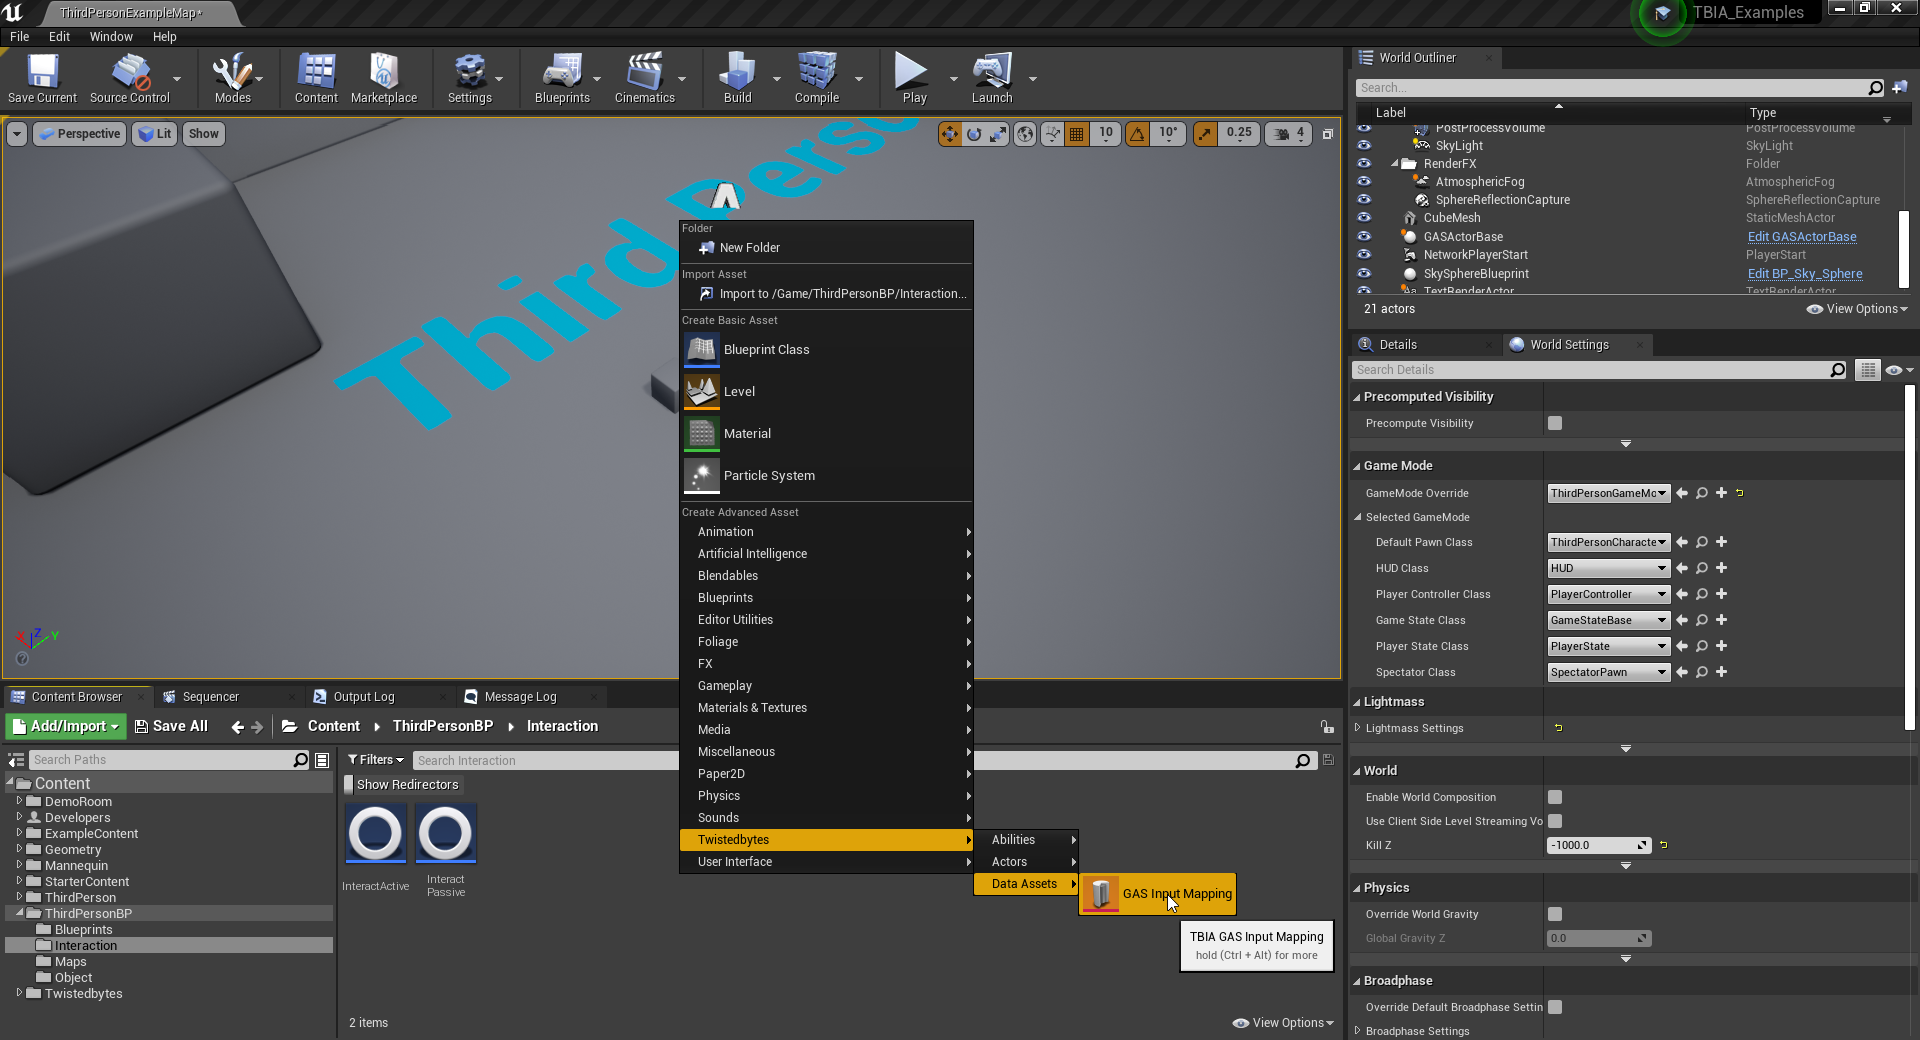 ThirdPersonExampleMap*
TBIA_Examples
File Edit Window Help
Save Current Source Control Modes Content Marketplace Settings Blueprints Cinematics Build Compile Play Launch
Perspective Lit Show 10 10° 0.25 4
Third Perso
X Z Y
Folder
New Folder
Import Asset
Import to /Game/ThirdPersonBP/Interaction...
Create Basic Asset
Blueprint Class
Level
Material
Particle System
Create Advanced Asset
Animation
Artificial Intelligence
Blendables
Blueprints
Editor Utilities
Foliage
FX
Gameplay
Materials & Textures
Media
Miscellaneous
Paper2D
Physics
Sounds
Twistedbytes
User Interface
Abilities
Actors
Data Assets
GAS Input Mapping
TBIA GAS Input Mapping
hold (Ctrl + Alt) for more
Content Browser Sequencer Output Log Message Log
Add/Import Save All Content ThirdPersonBP Interaction
Search Paths
Content
DemoRoom
Developers
ExampleContent
Geometry
Mannequin
StarterContent
ThirdPerson
ThirdPersonBP
Blueprints
Interaction
Maps
Object
Twistedbytes
Filters Search Interaction
Show Redirectors
InteractActive
Interact
Passive
2 items
View Options
World Outliner
Search...
Label Type
PostProcessVolume PostProcessVolume
SkyLight SkyLight
RenderFX Folder
AtmosphericFog AtmosphericFog
SphereReflectionCapture SphereReflectionCapture
CubeMesh StaticMeshActor
GASActorBase Edit GASActorBase
NetworkPlayerStart PlayerStart
SkySphereBlueprint Edit BP_Sky_Sphere
TextRenderActor TextRenderActor
21 actors View Options
Details World Settings
Search Details
Precomputed Visibility
Precompute Visibility
Game Mode
GameMode Override ThirdPersonGameMo
Selected GameMode
Default Pawn Class ThirdPersonCharacte
HUD Class HUD
Player Controller Class PlayerController
Game State Class GameStateBase
Player State Class PlayerState
Spectator Class SpectatorPawn
Lightmass
Lightmass Settings
World
Enable World Composition
Use Client Side Level Streaming Vo
Kill Z -1000.0
Physics
Override World Gravity
Global Gravity Z 0.0
Broadphase
Override Default Broadphase Settin
Broadphase Settings